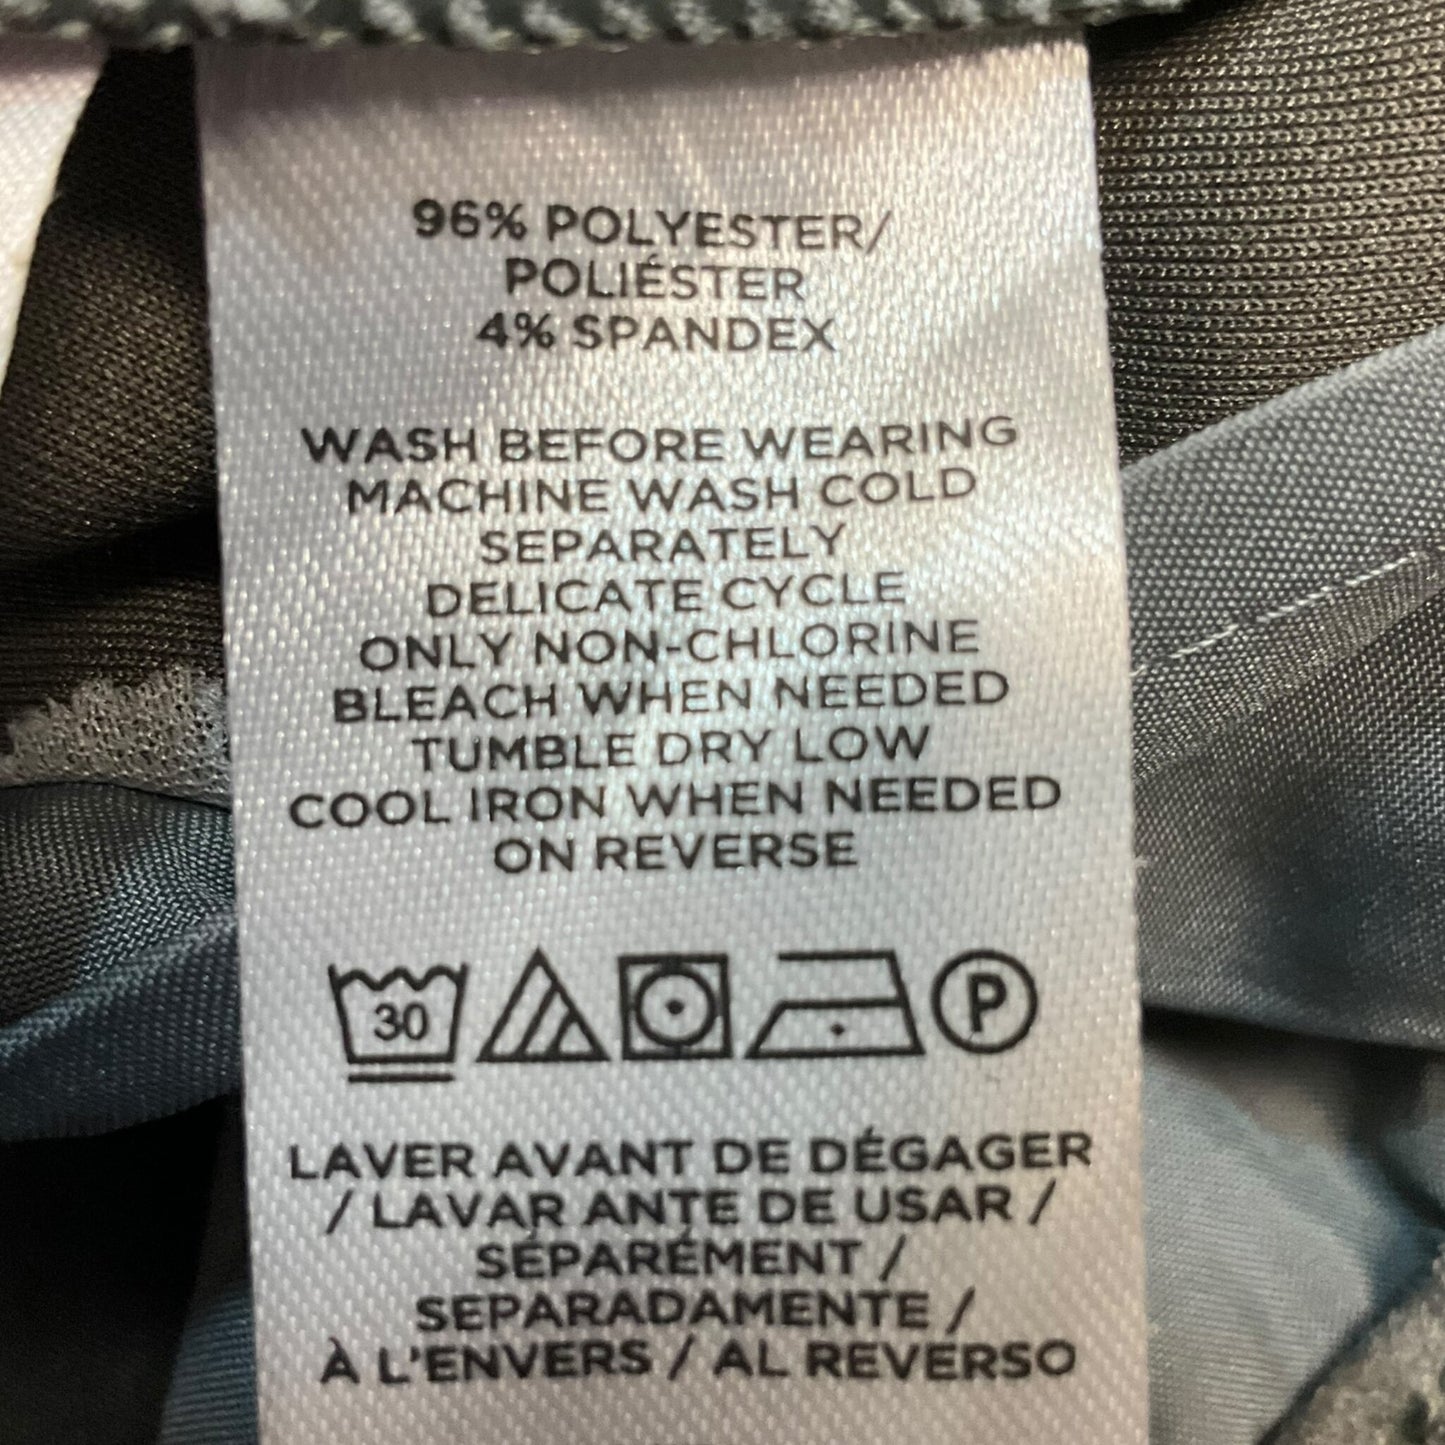 96% POLYESTER/
POLIÉSTER
4% SPANDEX
WASH BEFORE WEARING
MACHINE WASH COLD
SEPARATELY
DELICATE CYCLE
ONLY NON-CHLORINE
BLEACH WHEN NEEDED
TUMBLE DRY LOW
COOL IRON WHEN NEEDED
ON REVERSE
30 P
LAVER AVANT DE DÉGAGER
/ LAVAR ANTE DE USAR /
SÉPARÉMENT /
SEPARADAMENTE /
À L'ENVERS / AL REVERSO